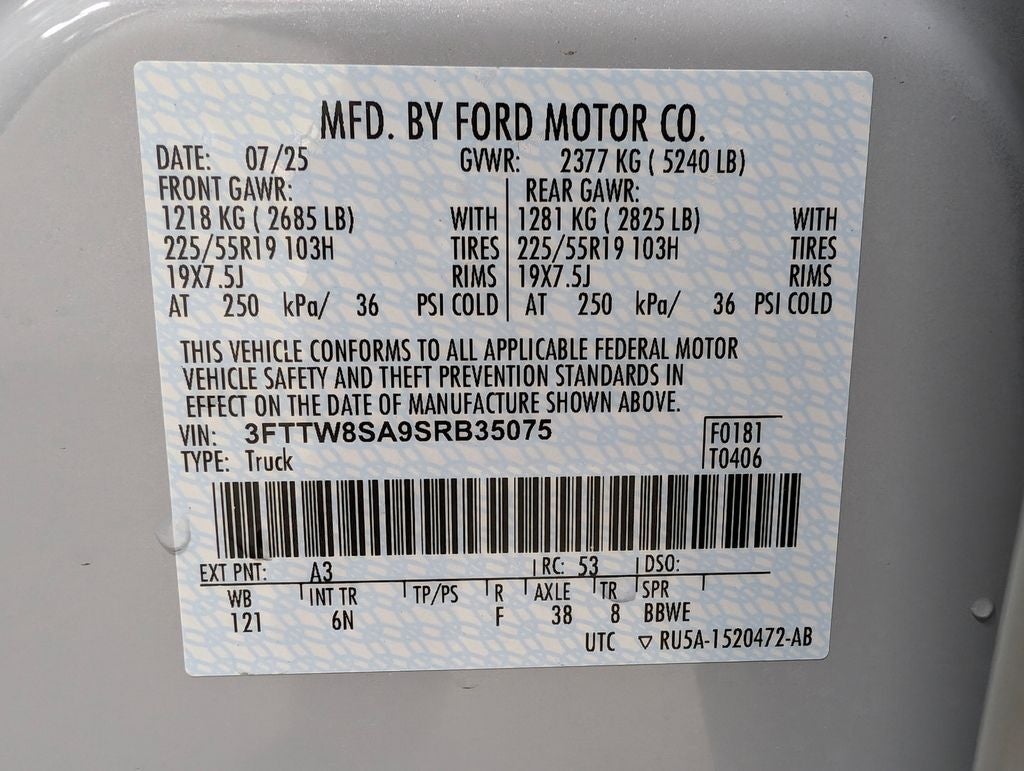 MFD. BY FORD MOTOR CO.
DATE: 07/25 GVWR: 2377 KG ( 5240 LB)
FRONT GAWR: REAR GAWR:
1218 KG ( 2685 LB) WITH 1281 KG ( 2825 LB) WITH
225/55R19 103H TIRES 225/55R19 103H TIRES
19X7.5J RIMS 19X7.5J RIMS
AT 250 kPa/ 36 PSI COLD AT 250 kPa/ 36 PSI COLD
THIS VEHICLE CONFORMS TO ALL APPLICABLE FEDERAL MOTOR
VEHICLE SAFETY AND THEFT PREVENTION STANDARDS IN
EFFECT ON THE DATE OF MANUFACTURE SHOWN ABOVE.
VIN: 3FTTW8SA9SRB35075 F0181
TYPE: Truck T0406
EXT PNT: A3 RC: 53 DSO:
WB INT TR TP/PS R AXLE TR SPR
121 6N F 38 8 BBWE
UTC ▽ RU5A-1520472-AB